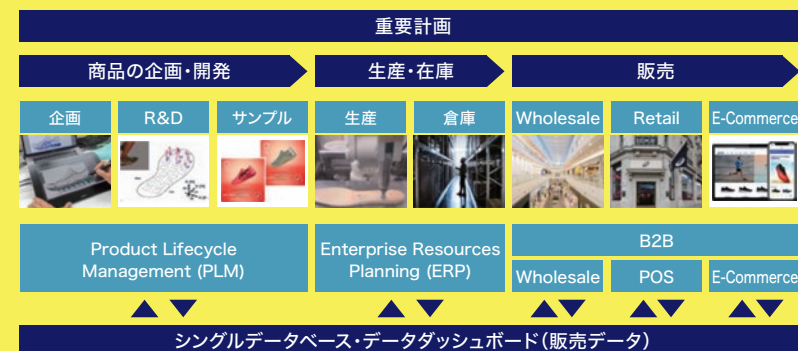 重要計画
商品の企画・開発
生産・在庫
販売
企画
R&D
サンプル
生産
倉庫
Wholesale
Retail
E-Commerce
Product Lifecycle
Management (PLM)
Enterprise Resources
Planning (ERP)
B2B
Wholesale
POS
E-Commerce
シングルデータベース・データダッシュボード(販売データ)